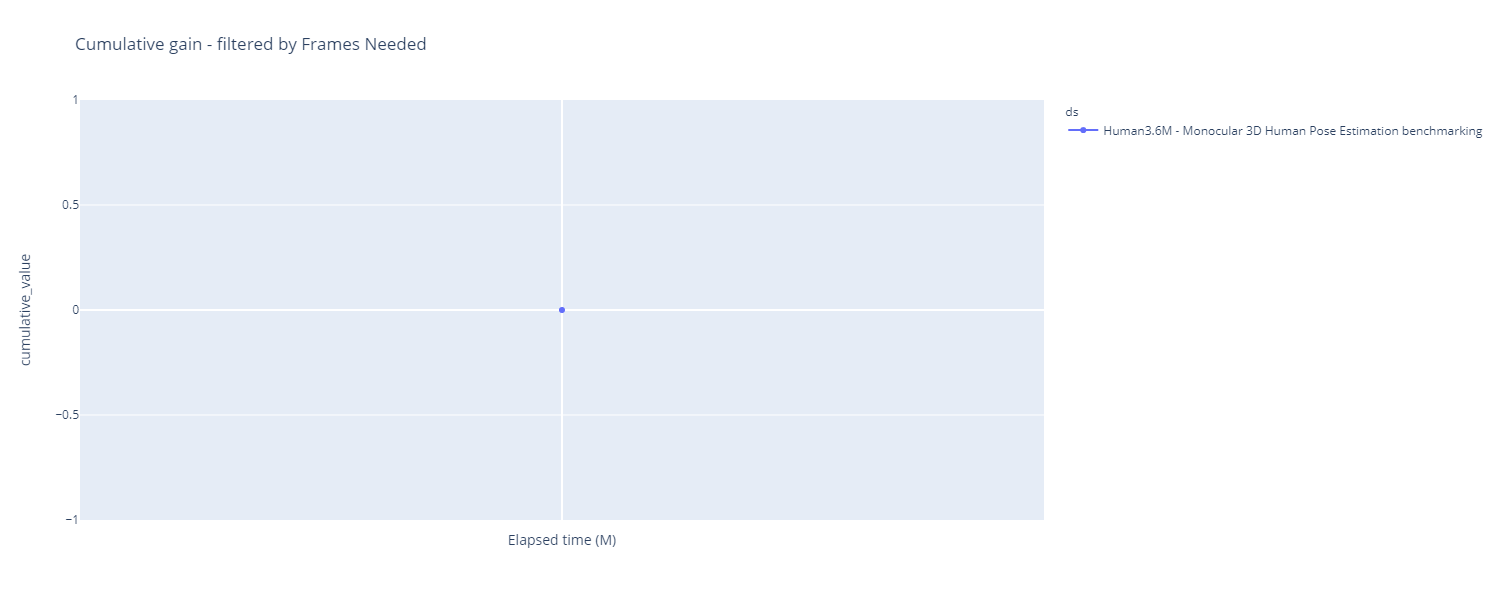 Cumulative gain - filtered by Frames Needed
1
0.5
0
−0.5
−1
cumulative_value
Elapsed time (M)
ds
Human3.6M - Monocular 3D Human Pose Estimation benchmarking